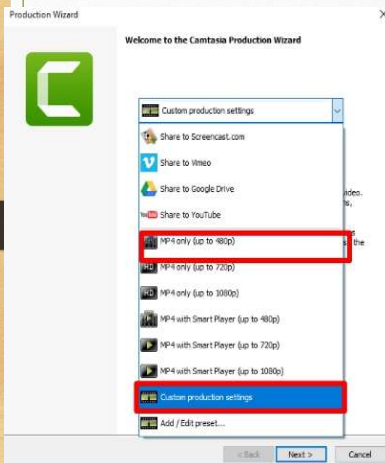 Production Wizard
Welcome to the Camtasia Production Wizard
Custom production settings
Share to Screencast.com
Share to Vimeo
Share to Google Drive
Share to YouTube
MP4 only (up to 480p)
MP4 only (up to 720p)
MP4 only (up to 1080p)
MP4 with Smart Player (up to 480p)
MP4 with Smart Player (up to 720p)
MP4 with Smart Player (up to 1080p)
Custom production settings
Add / Edit preset...
the
< Back Next > Cancel